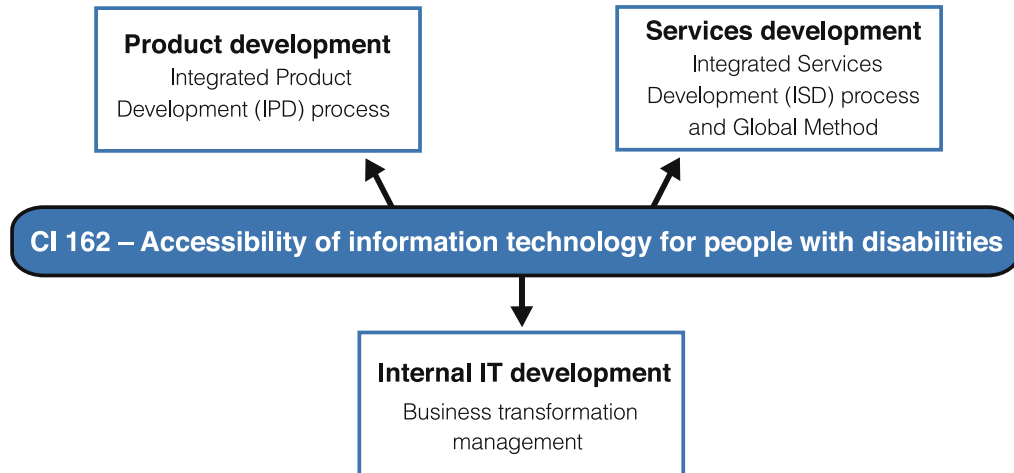 Product development
Integrated Product
Development (IPD) process
Services development
Integrated Services
Development (ISD) process
and Global Method
CI 162 – Accessibility of information technology for people with disabilities
Internal IT development
Business transformation
management